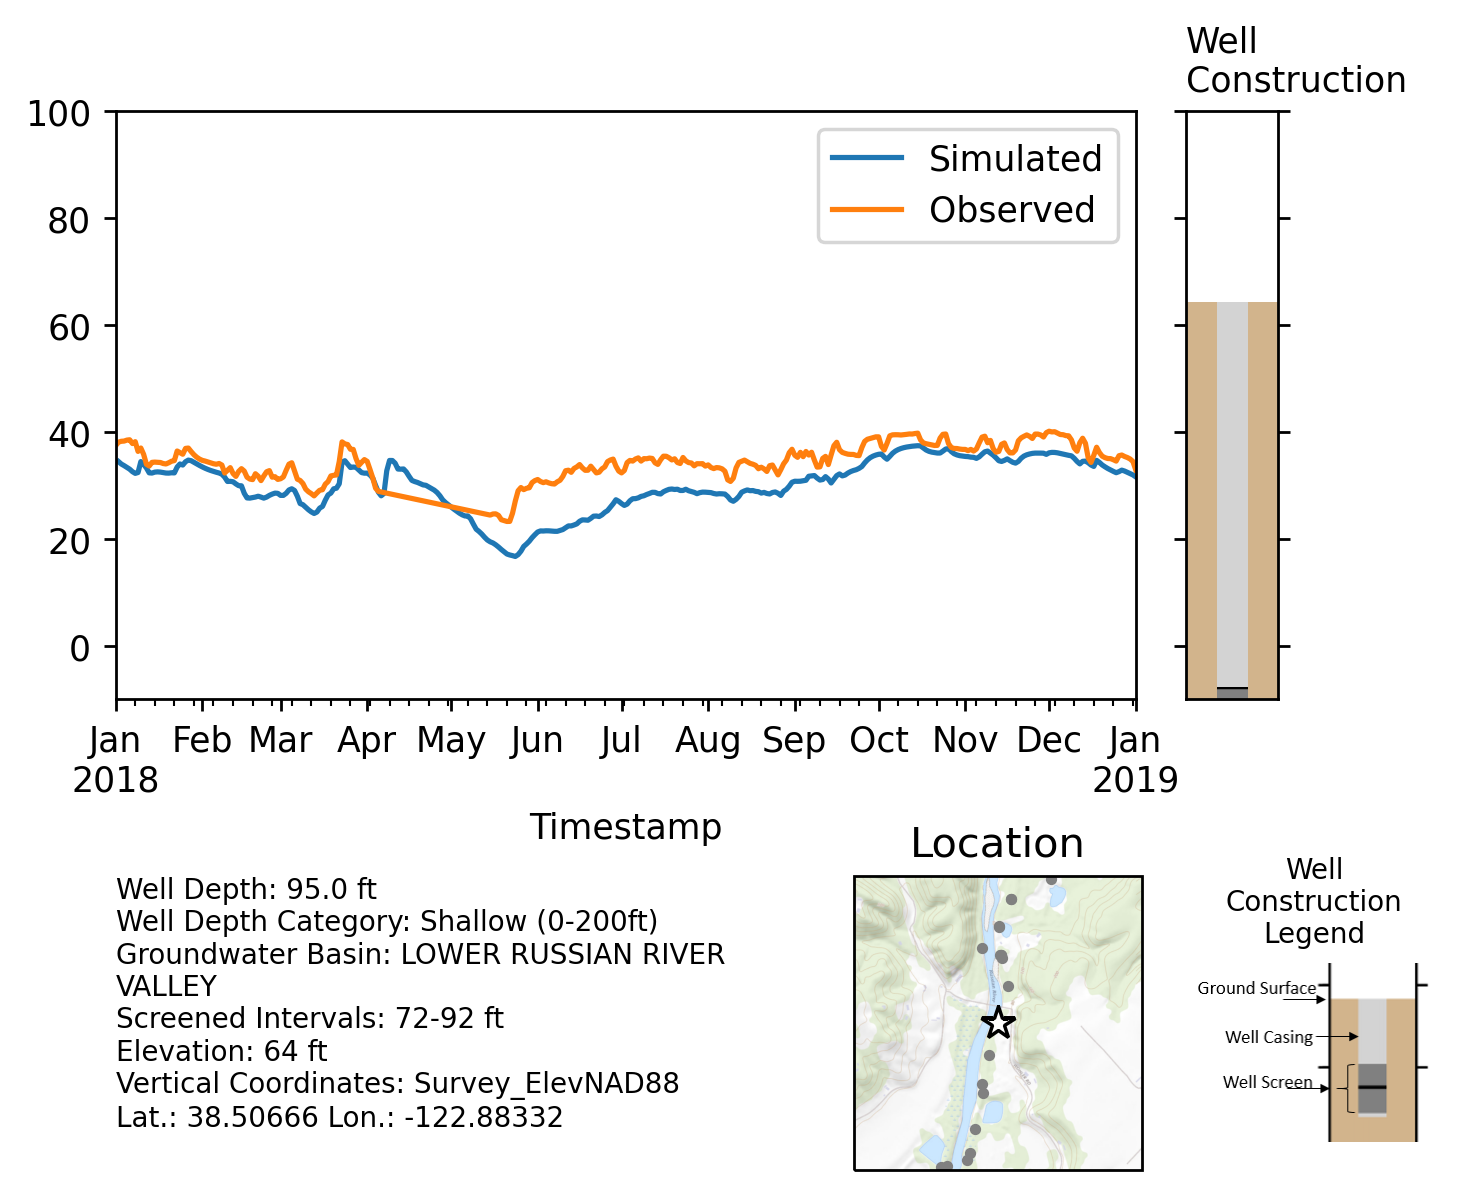 Well
Construction
100
80
60
40
20
0
Simulated
Observed
Jan Feb Mar Apr May Jun Jul Aug Sep Oct Nov Dec Jan
2018 2019
Timestamp
Well Depth: 95.0 ft
Well Depth Category: Shallow (0-200ft)
Groundwater Basin: LOWER RUSSIAN RIVER
VALLEY
Screened Intervals: 72-92 ft
Elevation: 64 ft
Vertical Coordinates: Survey_ElevNAD88
Lat.: 38.50666 Lon.: -122.88332
Location
Well
Construction
Legend
Ground Surface
Well Casing
Well Screen